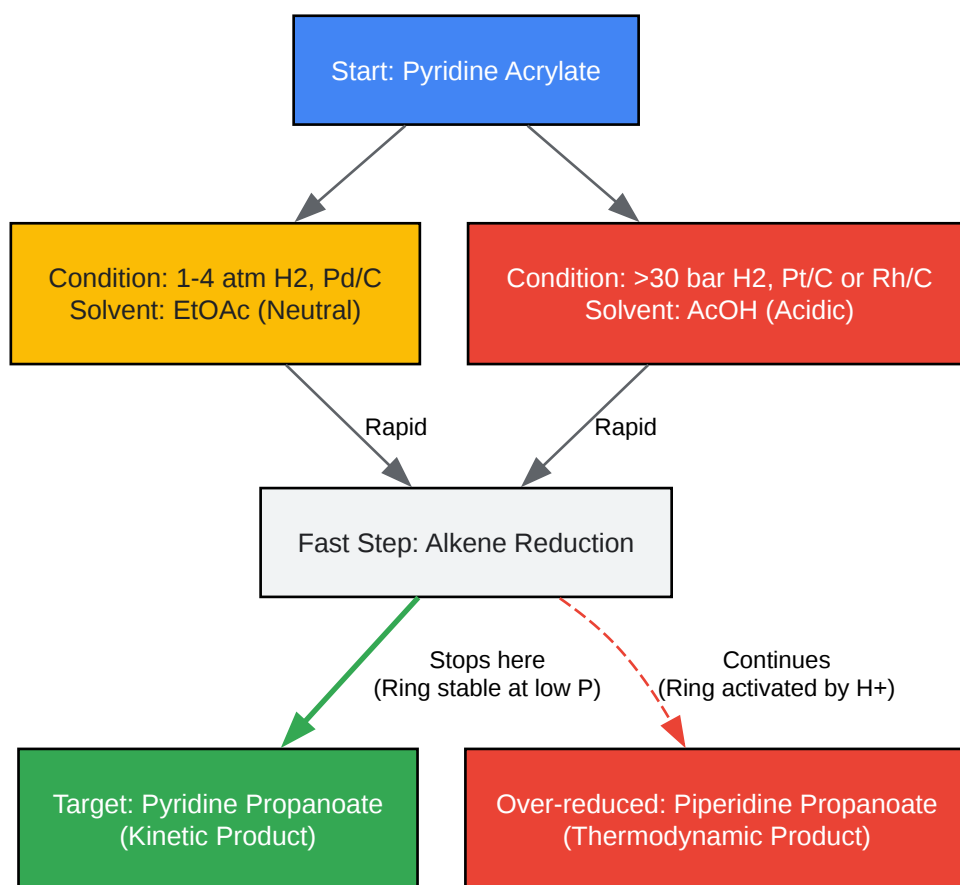 Start: Pyridine Acrylate
Condition: 1-4 atm H2, Pd/C
Solvent: EtOAc (Neutral)
Condition: >30 bar H2, Pt/C or Rh/C
Solvent: AcOH (Acidic)
Rapid
Rapid
Fast Step: Alkene Reduction
Stops here
(Ring stable at low P)
Continues
(Ring activated by H+)
Target: Pyridine Propanoate
(Kinetic Product)
Over-reduced: Piperidine Propanoate
(Thermodynamic Product)